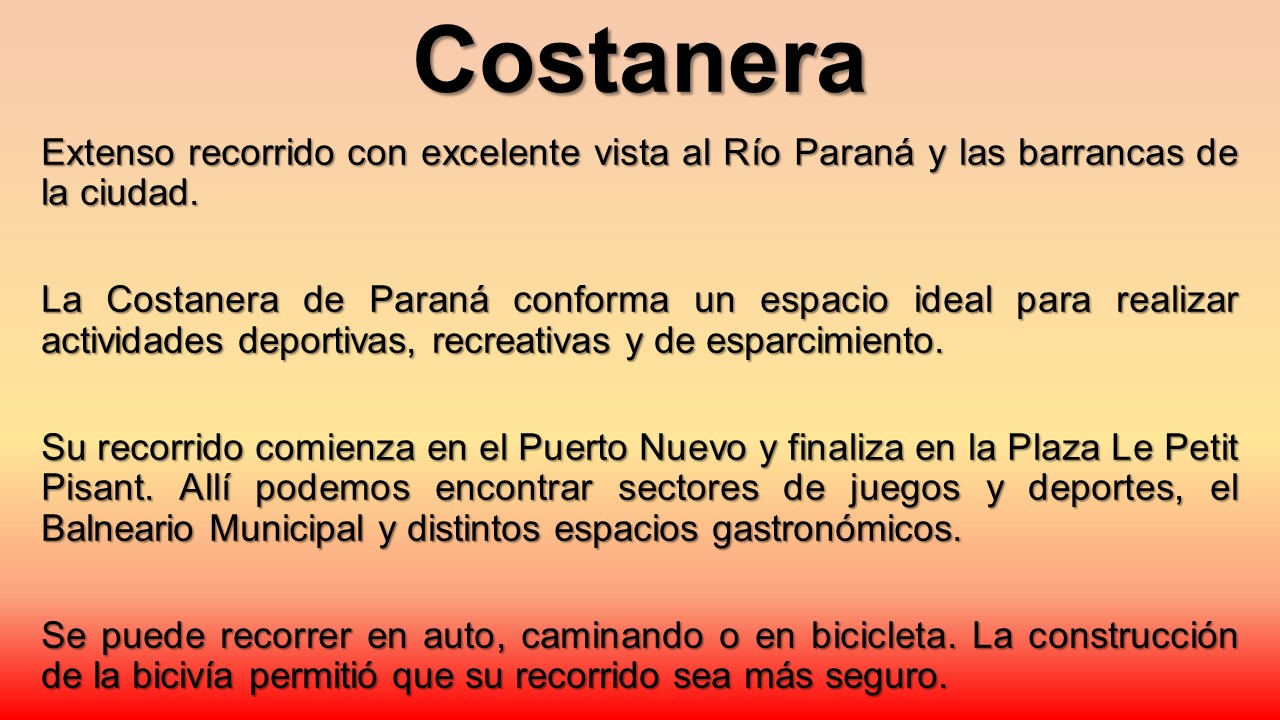 Costanera
Extenso recorrido con excelente vista al Río Paraná y las barrancas de
la ciudad.
La Costanera de Paraná conforma un espacio ideal para realizar
actividades deportivas, recreativas y de esparcimiento.
Su recorrido comienza en el Puerto Nuevo y finaliza en la Plaza Le Petit
Pisant. Allí podemos encontrar sectores de juegos y deportes, el
Balneario Municipal y distintos espacios gastronómicos.
Se puede recorrer en auto, caminando o en bicicleta. La construcción
de la bicivía permitió que su recorrido sea más seguro.